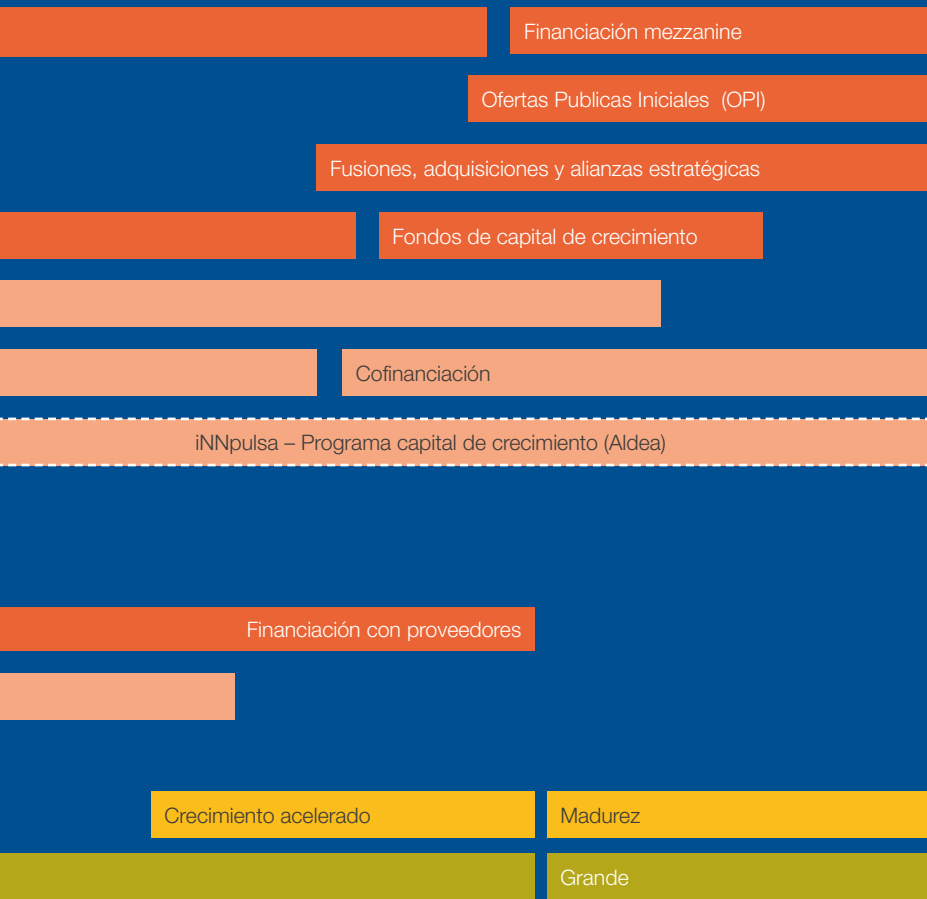 Financiación mezzanine
Ofertas Publicas Iniciales (OPI)
Fusiones, adquisiciones y alianzas estratégicas
Fondos de capital de crecimiento
Cofinanciación
iNNpulsa – Programa capital de crecimiento (Aldea)
Financiación con proveedores
Crecimiento acelerado
Madurez
Grande